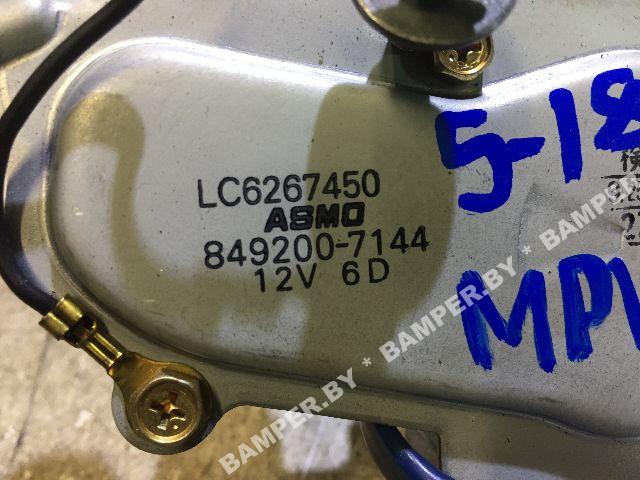 LC6267450
ASMO
849200-7144
12V 6D
5-18
MPV
BAMPER.BY * BAMPER.BY * BAMPER.BY